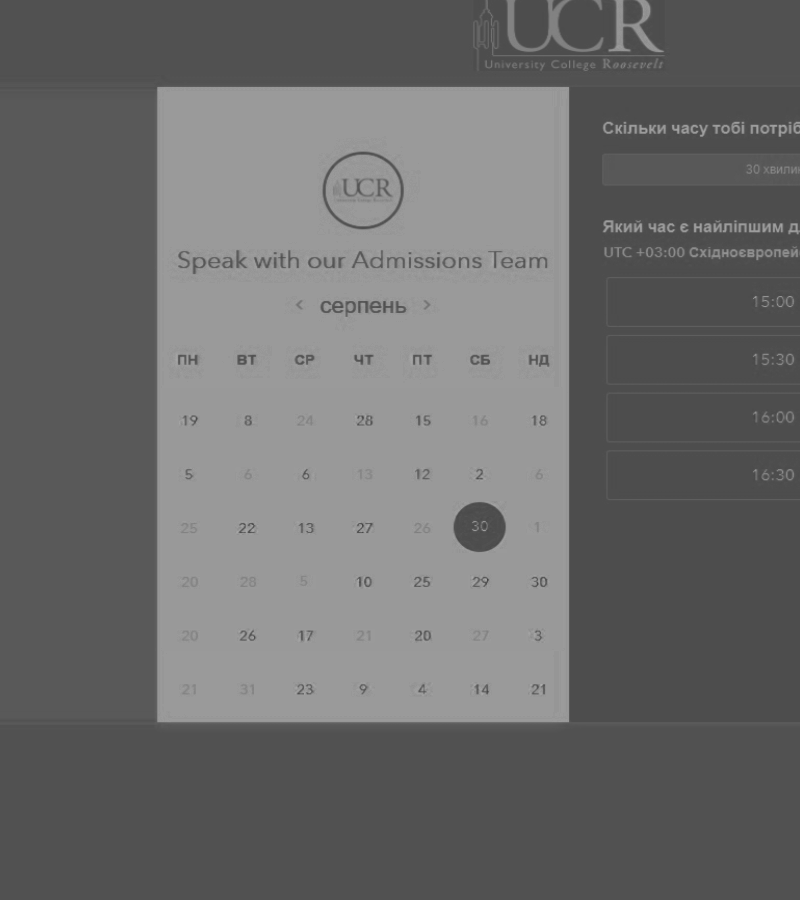 UCR
University College Roosevelt
UCR
Speak with our Admissions Team
< серпень >
ПН ВТ СР ЧТ ПТ СБ НД
19 8 24 28 15 16 18
5 6 6 13 12 2 6
25 22 13 27 26 30 1
20 28 5 10 25 29 30
20 26 17 21 20 27 3
21 31 23 9 4 14 21
Скільки часу тобі потріб
30 хвилин
Який час є найліпшим д
UTC +03:00 Східноєвропей
15:00
15:30
16:00
16:30